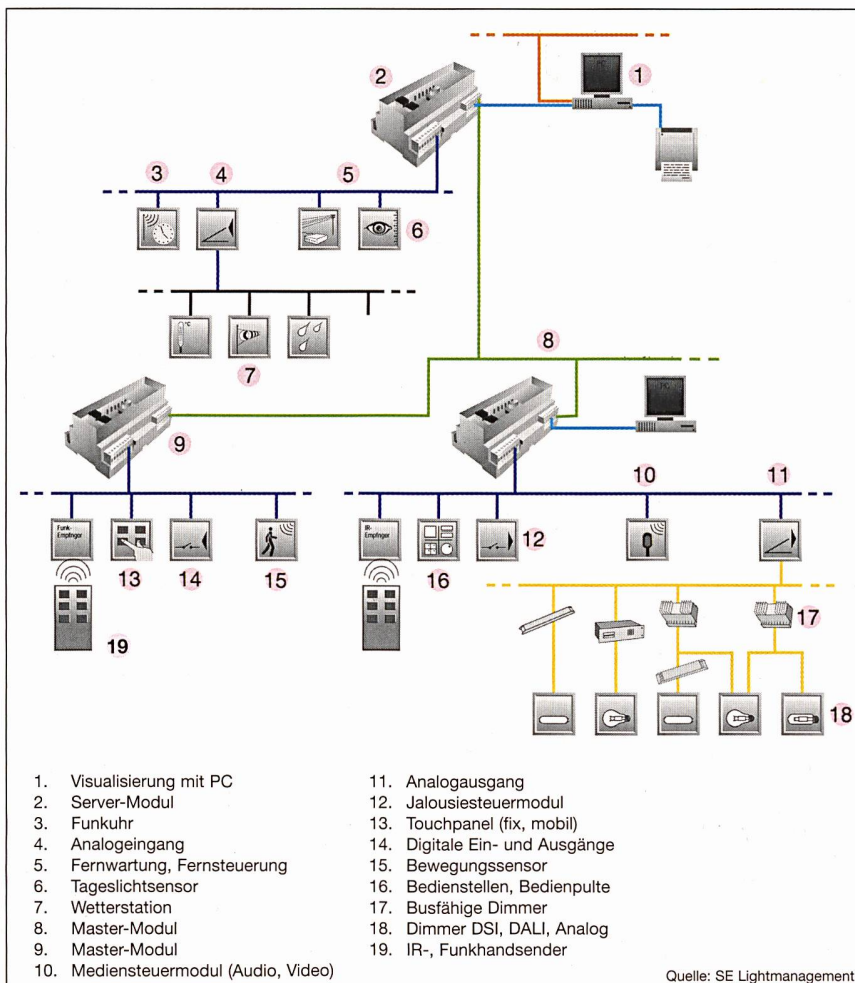 PC
1
2
3
4
5
6
°C
7
8
PC
9
10
11
Funk-
Empfänger
IR-
Empfänger
12
13
14
15
16
17
19
18
1. Visualisierung mit PC
2. Server-Modul
3. Funkuhr
4. Analogeingang
5. Fernwartung, Fernsteuerung
6. Tageslichtsensor
7. Wetterstation
8. Master-Modul
9. Master-Modul
10. Mediensteuermodul (Audio, Video)
11. Analogausgang
12. Jalousiesteuermodul
13. Touchpanel (fix, mobil)
14. Digitale Ein- und Ausgänge
15. Bewegungssensor
16. Bedienstellen, Bedienpulte
17. Busfähige Dimmer
18. Dimmer DSI, DALI, Analog
19. IR-, Funkhandsender
Quelle: SE Lightmanagement